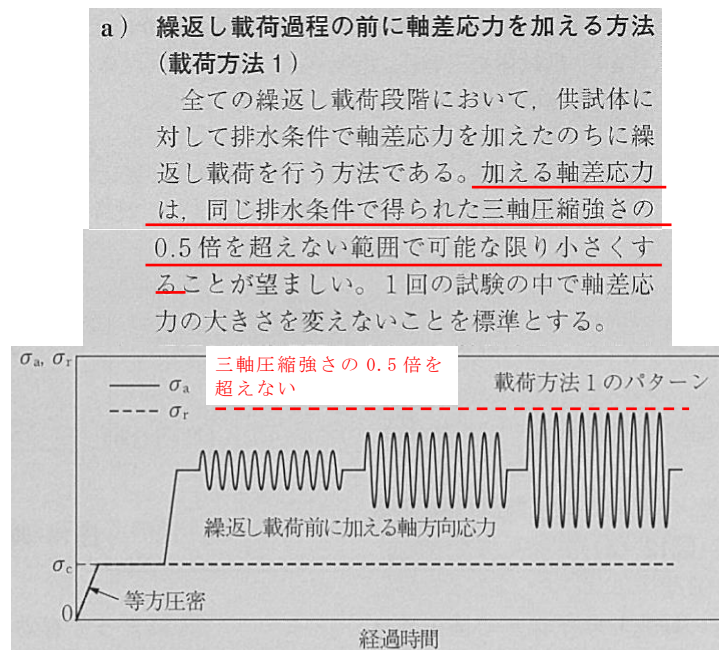 a) 繰返し載荷過程の前に軸差応力を加える方法
(載荷方法1)
全ての繰返し載荷段階において,供試体に
対して排水条件で軸差応力を加えたのちに繰
返し載荷を行う方法である。加える軸差応力
は,同じ排水条件で得られた三軸圧縮強さの
0.5倍を超えない範囲で可能な限り小さくす
ることが望ましい。1回の試験の中で軸差応
力の大きさを変えないことを標準とする。
σa, σr
三軸圧縮強さの0.5倍を
超えない
σa
σr
載荷方法1のパターン
繰返し載荷前に加える軸方向応力
σc
等方圧密
0
経過時間